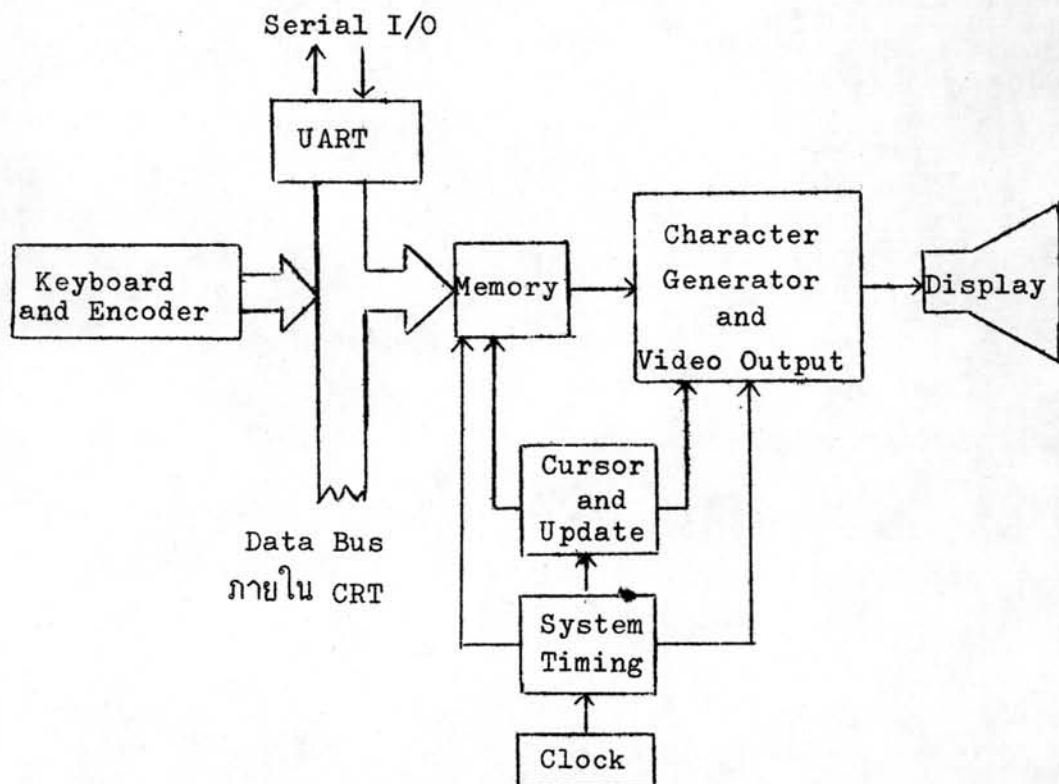 Serial I/O
UART
Keyboard
and Encoder
Memory
Character
Generator
and
Video Output
Display
Cursor
and
Update
Data Bus
ภายใน CRT
System
Timing
Clock